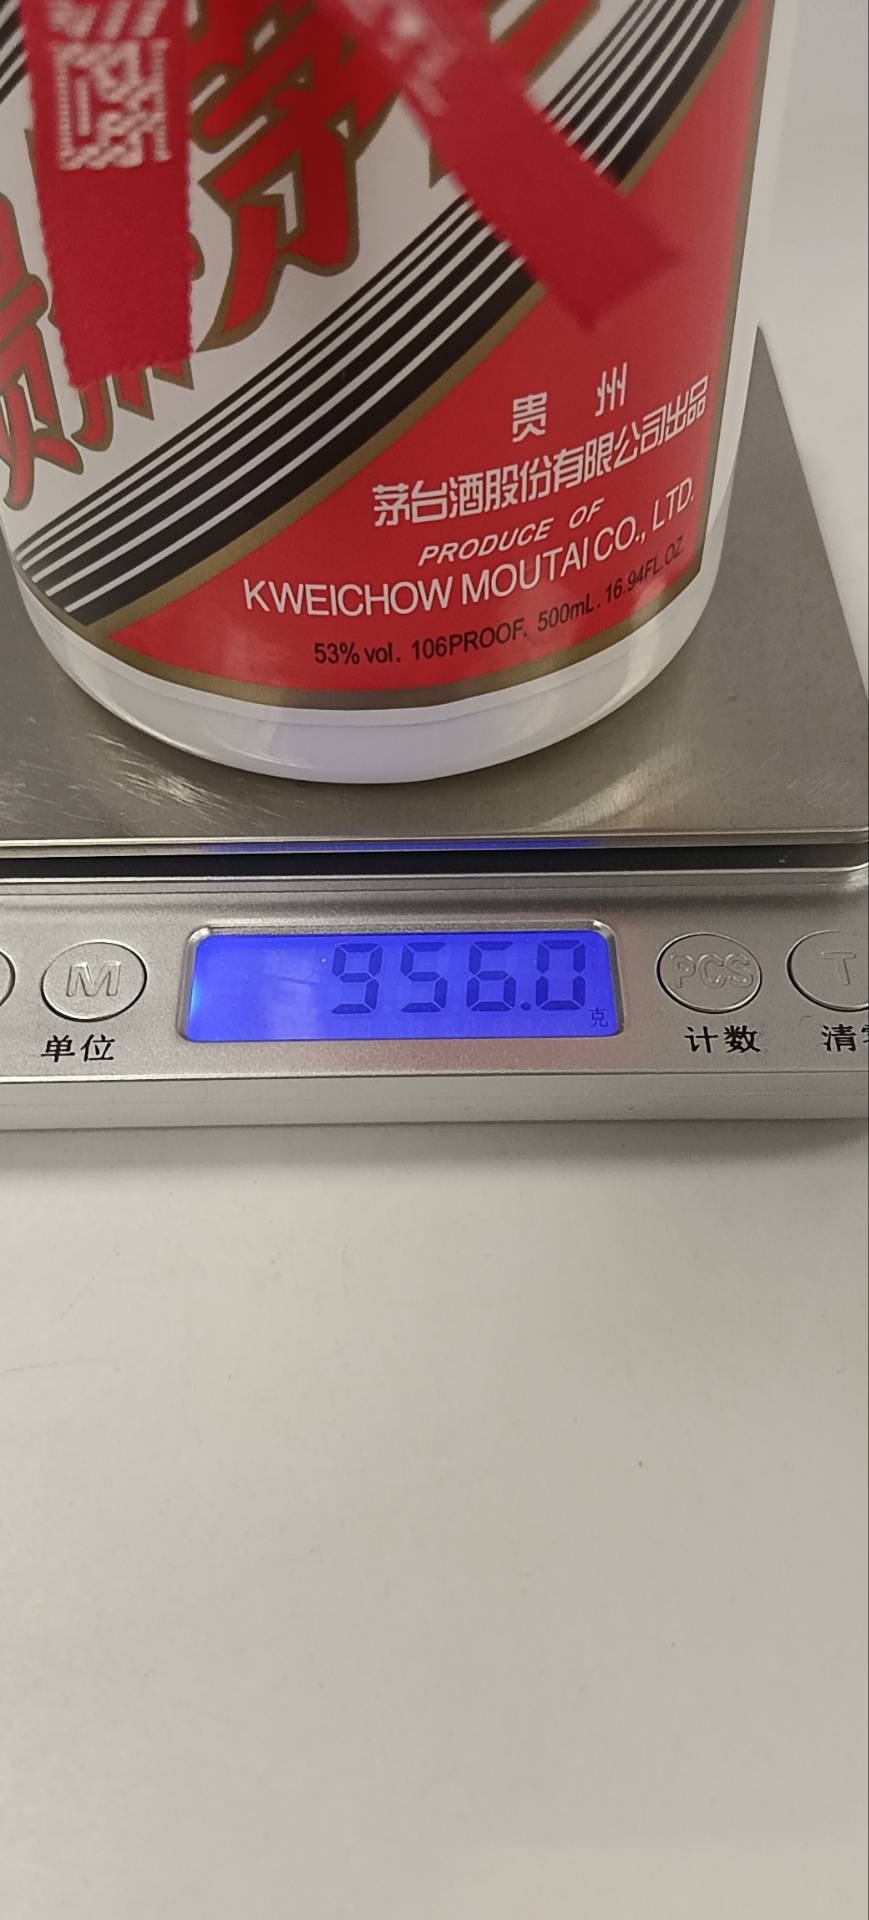 贵州
茅台酒股份有限公司出品
PRODUCE OF
KWEICHOW MOUTAI CO., LTD.
53% vol. 106PROOF. 500mL. 16.94FL.OZ.
956.0
克
M
PCS
T
单位
计数
清